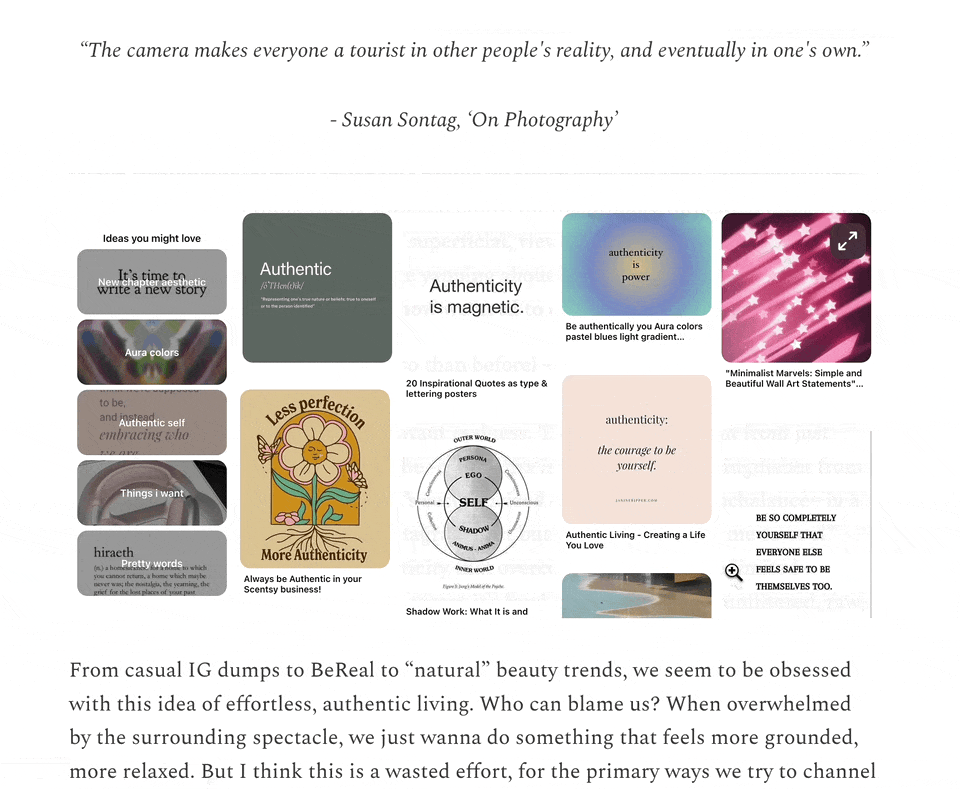 “The camera makes everyone a tourist in other people's reality, and eventually in one's own.”
- Susan Sontag, ‘On Photography’
Ideas you might love
It's time to
write a new story
New chapter aesthetic
Aura colors
to be,
and instead
embracing who
we are
Authentic self
Things i want
hiraeth
(n.) a homesickness for a home to which
you cannot return, a home which maybe
never was; the nostalgia, the yearning, the
grief for the lost places of your past
Pretty words
Authentic
"Representing one's true nature or beliefs; true to oneself
or to the person identified"
Less perfection
More Authenticity
Always be Authentic in your
Scentsy business!
Authenticity
is magnetic.
20 Inspirational Quotes as type &
lettering posters
OUTER WORLD
PERSONA
EGO
Personal
SELF
Unconscious
SHADOW
ANIMUS - ANIMA
INNER WORLD
Figure 3: Jung's Model of the Psyche.
Shadow Work: What It is and
authenticity
is
power
Be authentically you Aura colors
pastel blues light gradient...
authenticity:
the courage to be
yourself.
Authentic Living - Creating a Life
You Love
"Minimalist Marvels: Simple and
Beautiful Wall Art Statements"...
BE SO COMPLETELY
YOURSELF THAT
EVERYONE ELSE
FEELS SAFE TO BE
THEMSELVES TOO.
From casual IG dumps to BeReal to “natural” beauty trends, we seem to be obsessed
with this idea of effortless, authentic living. Who can blame us? When overwhelmed
by the surrounding spectacle, we just wanna do something that feels more grounded,
more relaxed. But I think this is a wasted effort, for the primary ways we try to channel